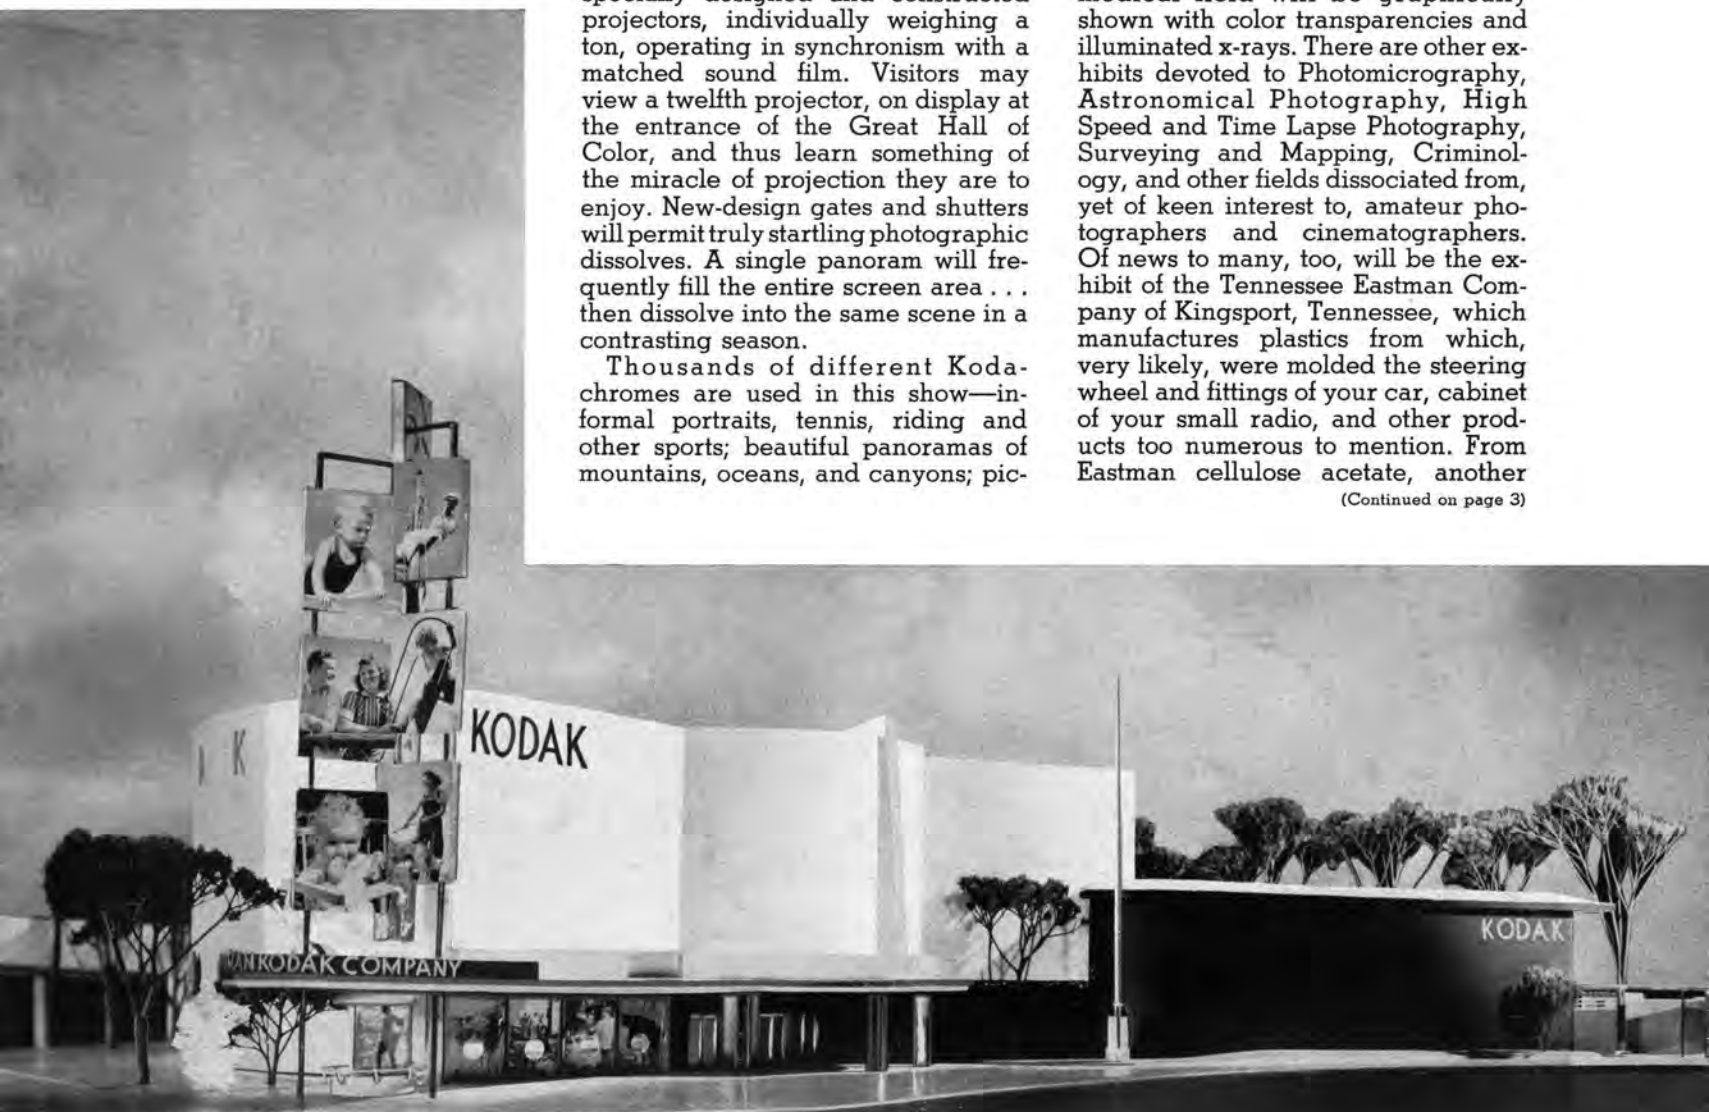 specially designed and constructed
projectors, individually weighing a
ton, operating in synchronism with a
matched sound film. Visitors may
view a twelfth projector, on display at
the entrance of the Great Hall of
Color, and thus learn something of
the miracle of projection they are to
enjoy. New-design gates and shutters
will permit truly startling photographic
dissolves. A single panoram will fre-
quently fill the entire screen area . . .
then dissolve into the same scene in a
contrasting season.
Thousands of different Koda-
chromes are used in this show—in-
formal portraits, tennis, riding and
other sports; beautiful panoramas of
mountains, oceans, and canyons; pic-
medical field will be graphically
shown with color transparencies and
illuminated x-rays. There are other ex-
hibits devoted to Photomicrography,
Astronomical Photography, High
Speed and Time Lapse Photography,
Surveying and Mapping, Criminol-
ogy, and other fields dissociated from,
yet of keen interest to, amateur pho-
tographers and cinematographers.
Of news to many, too, will be the ex-
hibit of the Tennessee Eastman Com-
pany of Kingsport, Tennessee, which
manufactures plastics from which,
very likely, were molded the steering
wheel and fittings of your car, cabinet
of your small radio, and other prod-
ucts too numerous to mention. From
Eastman cellulose acetate, another
(Continued on page 3)
K
KODAK
KODAK
KODAK COMPANY